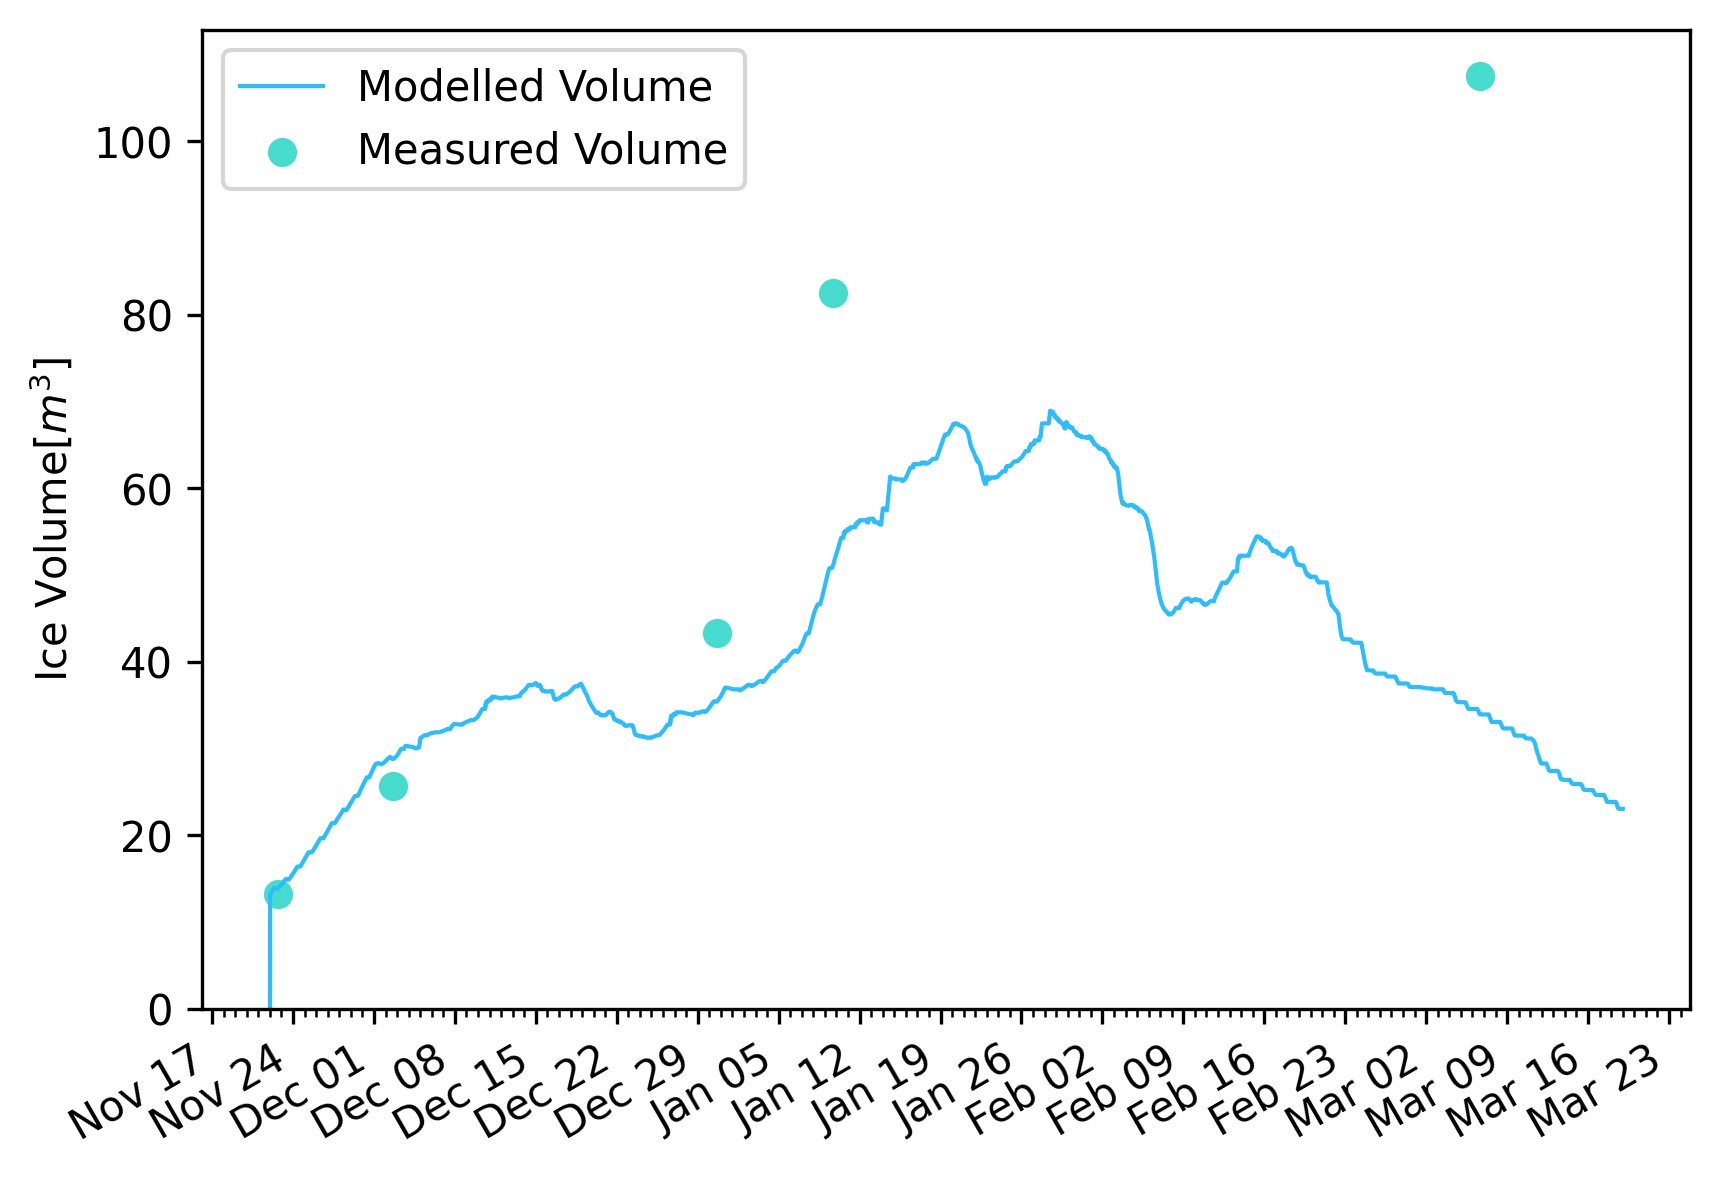 Modelled Volume
Measured Volume
Ice Volume[m³]
100
80
60
40
20
0
Nov 17
Nov 24
Dec 01
Dec 08
Dec 15
Dec 22
Dec 29
Jan 05
Jan 12
Jan 19
Jan 26
Feb 02
Feb 09
Feb 16
Feb 23
Mar 02
Mar 09
Mar 16
Mar 23